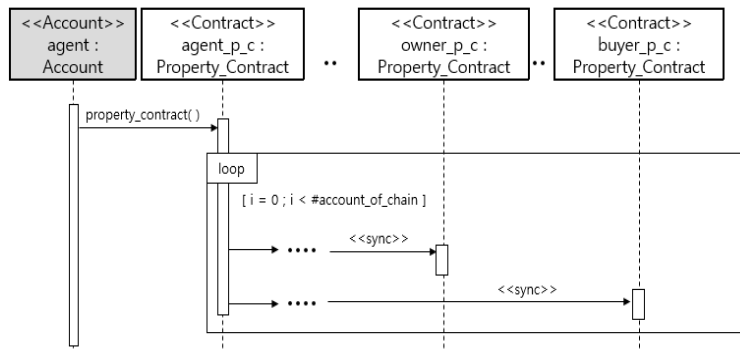 <<Account>>
agent :
Account
<<Contract>>
agent_p_c :
Property_Contract
..
<<Contract>>
owner_p_c :
Property_Contract
..
<<Contract>>
buyer_p_c :
Property_Contract
property_contract( )
loop
[ i = 0 ; i < #account_of_chain ]
.... <<sync>>
.... <<sync>>